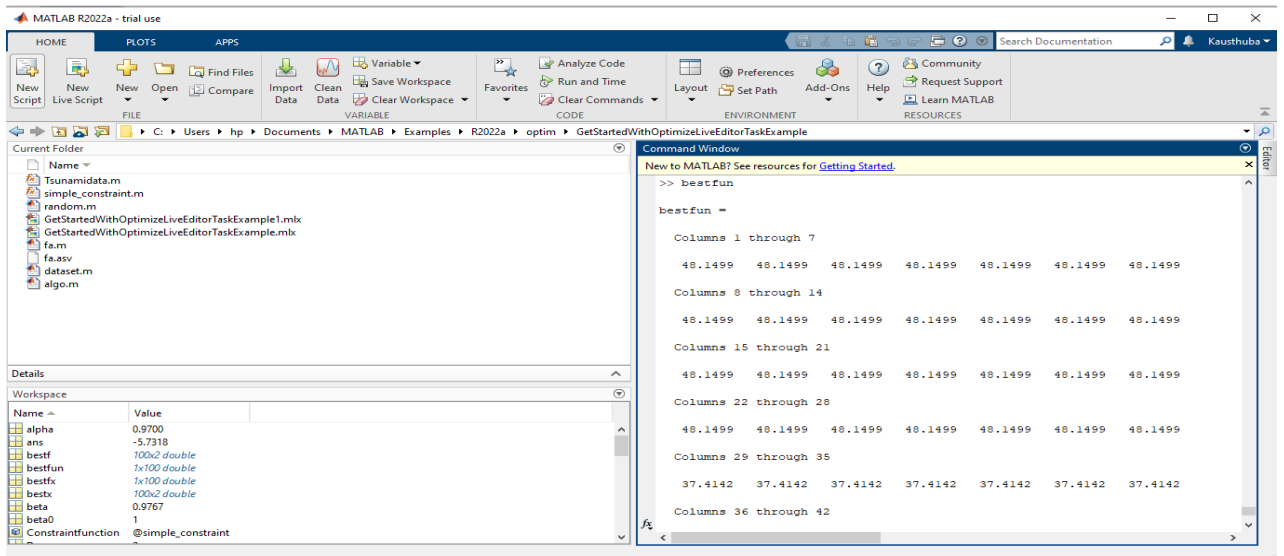 MATLAB R2022a - trial use
HOME PLOTS APPS Search Documentation Kausthuba
New Script
New Live Script
New
Open
Find Files
Compare
Import Data
Clean Data
Variable
Save Workspace
Clear Workspace
Favorites
Analyze Code
Run and Time
Clear Commands
Layout
Preferences
Set Path
Add-Ons
Help
Community
Request Support
Learn MATLAB
FILE VARIABLE CODE ENVIRONMENT RESOURCES
C: Users hp Documents MATLAB Examples R2022a optim GetStartedWithOptimizeLiveEditorTaskExample
Current Folder
Name
Tsunamidata.m
simple_constraint.m
random.m
GetStartedWithOptimizeLiveEditorTaskExample1.mlx
GetStartedWithOptimizeLiveEditorTaskExample.mlx
fa.m
fa.asv
dataset.m
algo.m
Details
Workspace
Name Value
alpha 0.9700
ans -5.7318
bestf 100x2 double
bestfun 1x100 double
bestfx 1x100 double
bestx 100x2 double
beta 0.9767
beta0 1
Constraintfunction @simple_constraint
Command Window
New to MATLAB? See resources for Getting Started.
>> bestfun
bestfun =
Columns 1 through 7
48.1499 48.1499 48.1499 48.1499 48.1499 48.1499 48.1499
Columns 8 through 14
48.1499 48.1499 48.1499 48.1499 48.1499 48.1499 48.1499
Columns 15 through 21
48.1499 48.1499 48.1499 48.1499 48.1499 48.1499 48.1499
Columns 22 through 28
48.1499 48.1499 48.1499 48.1499 48.1499 48.1499 48.1499
Columns 29 through 35
37.4142 37.4142 37.4142 37.4142 37.4142 37.4142 37.4142
Columns 36 through 42
fx
Editor